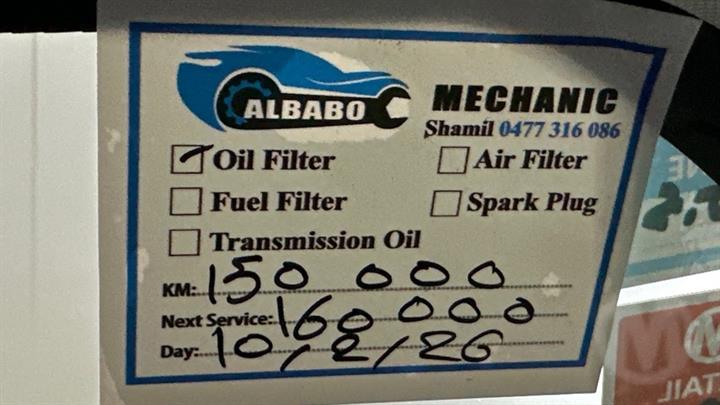 ALBABO
MECHANIC
Shamil 0477 316 086
Oil Filter
Air Filter
Fuel Filter
Spark Plug
Transmission Oil
KM: 150 000
Next Service: 160 000
Day: 10/2/26